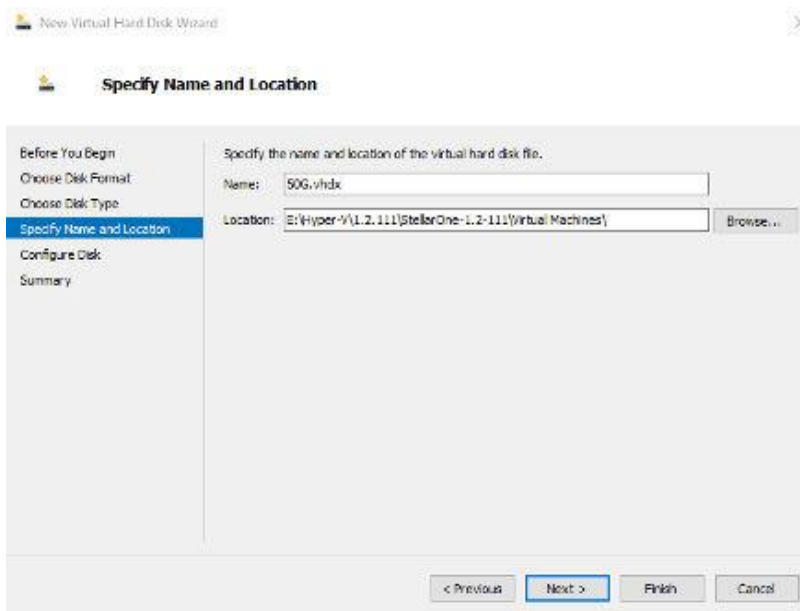 New Virtual Hard Disk Wizard
Specify Name and Location
Before You Begin
Choose Disk Format
Choose Disk Type
Specify Name and Location
Configure Disk
Summary
Specify the name and location of the virtual hard disk file.
Name: 50G.vhdx
Location: E:\Hyper-V\1.2.111\StellarOne-1.2-111\Virtual Machines\ Browse...
< Previous Next > Finish Cancel